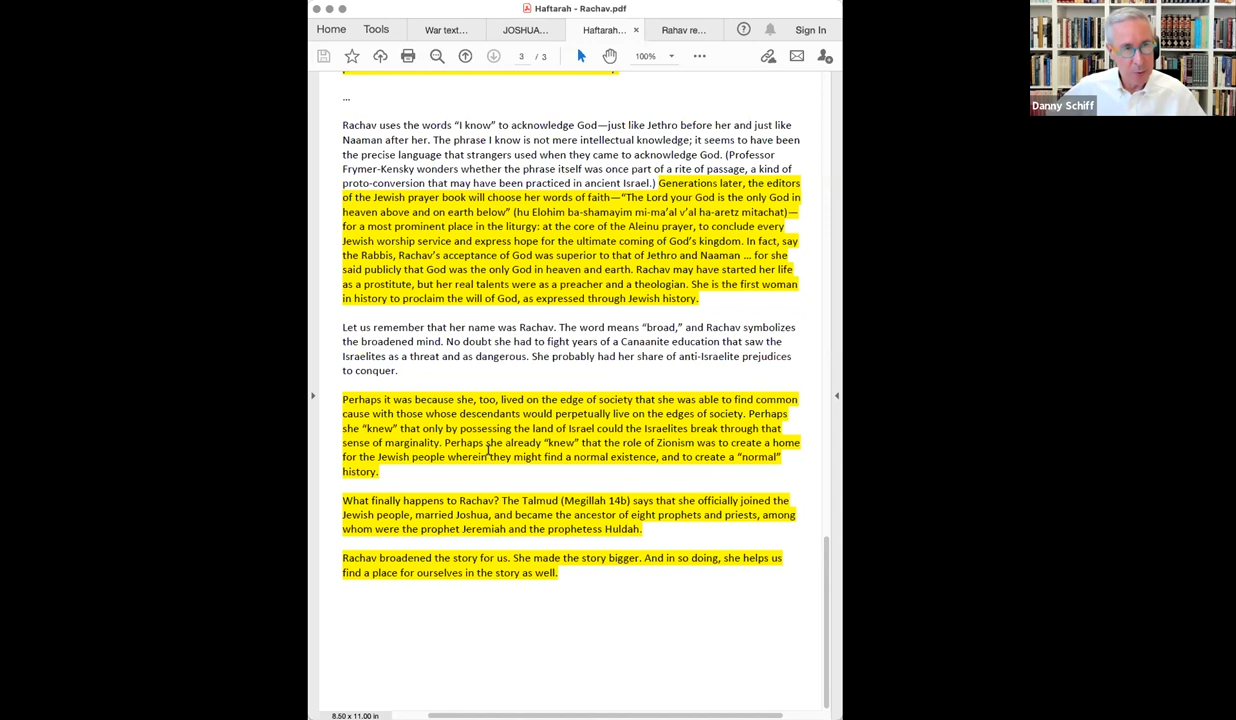 Haftarah - Rachav.pdf
Home Tools War text... JOSHUA... Haftarah... × Rahav re... Sign In
3 / 3 100%
...
Rachav uses the words “I know” to acknowledge God—just like Jethro before her and just like
Naaman after her. The phrase I know is not mere intellectual knowledge; it seems to have been
the precise language that strangers used when they came to acknowledge God. (Professor
Frymer-Kensky wonders whether the phrase itself was once part of a rite of passage, a kind of
proto-conversion that may have been practiced in ancient Israel.) Generations later, the editors
of the Jewish prayer book will choose her words of faith—“The Lord your God is the only God in
heaven above and on earth below” (hu Elohim ba-shamayim mi-ma’al v’al ha-aretz mitachat)—
for a most prominent place in the liturgy: at the core of the Aleinu prayer, to conclude every
Jewish worship service and express hope for the ultimate coming of God’s kingdom. In fact, say
the Rabbis, Rachav’s acceptance of God was superior to that of Jethro and Naaman ... for she
said publicly that God was the only God in heaven and earth. Rachav may have started her life
as a prostitute, but her real talents were as a preacher and a theologian. She is the first woman
in history to proclaim the will of God, as expressed through Jewish history.
Let us remember that her name was Rachav. The word means “broad,” and Rachav symbolizes
the broadened mind. No doubt she had to fight years of a Canaanite education that saw the
Israelites as a threat and as dangerous. She probably had her share of anti-Israelite prejudices
to conquer.
Perhaps it was because she, too, lived on the edge of society that she was able to find common
cause with those whose descendants would perpetually live on the edges of society. Perhaps
she “knew” that only by possessing the land of Israel could the Israelites break through that
sense of marginality. Perhaps she already “knew” that the role of Zionism was to create a home
for the Jewish people wherein they might find a normal existence, and to create a “normal”
history.
What finally happens to Rachav? The Talmud (Megillah 14b) says that she officially joined the
Jewish people, married Joshua, and became the ancestor of eight prophets and priests, among
whom were the prophet Jeremiah and the prophetess Huldah.
Rachav broadened the story for us. She made the story bigger. And in so doing, she helps us
find a place for ourselves in the story as well.
8.50 x 11.00 in
Danny Schiff